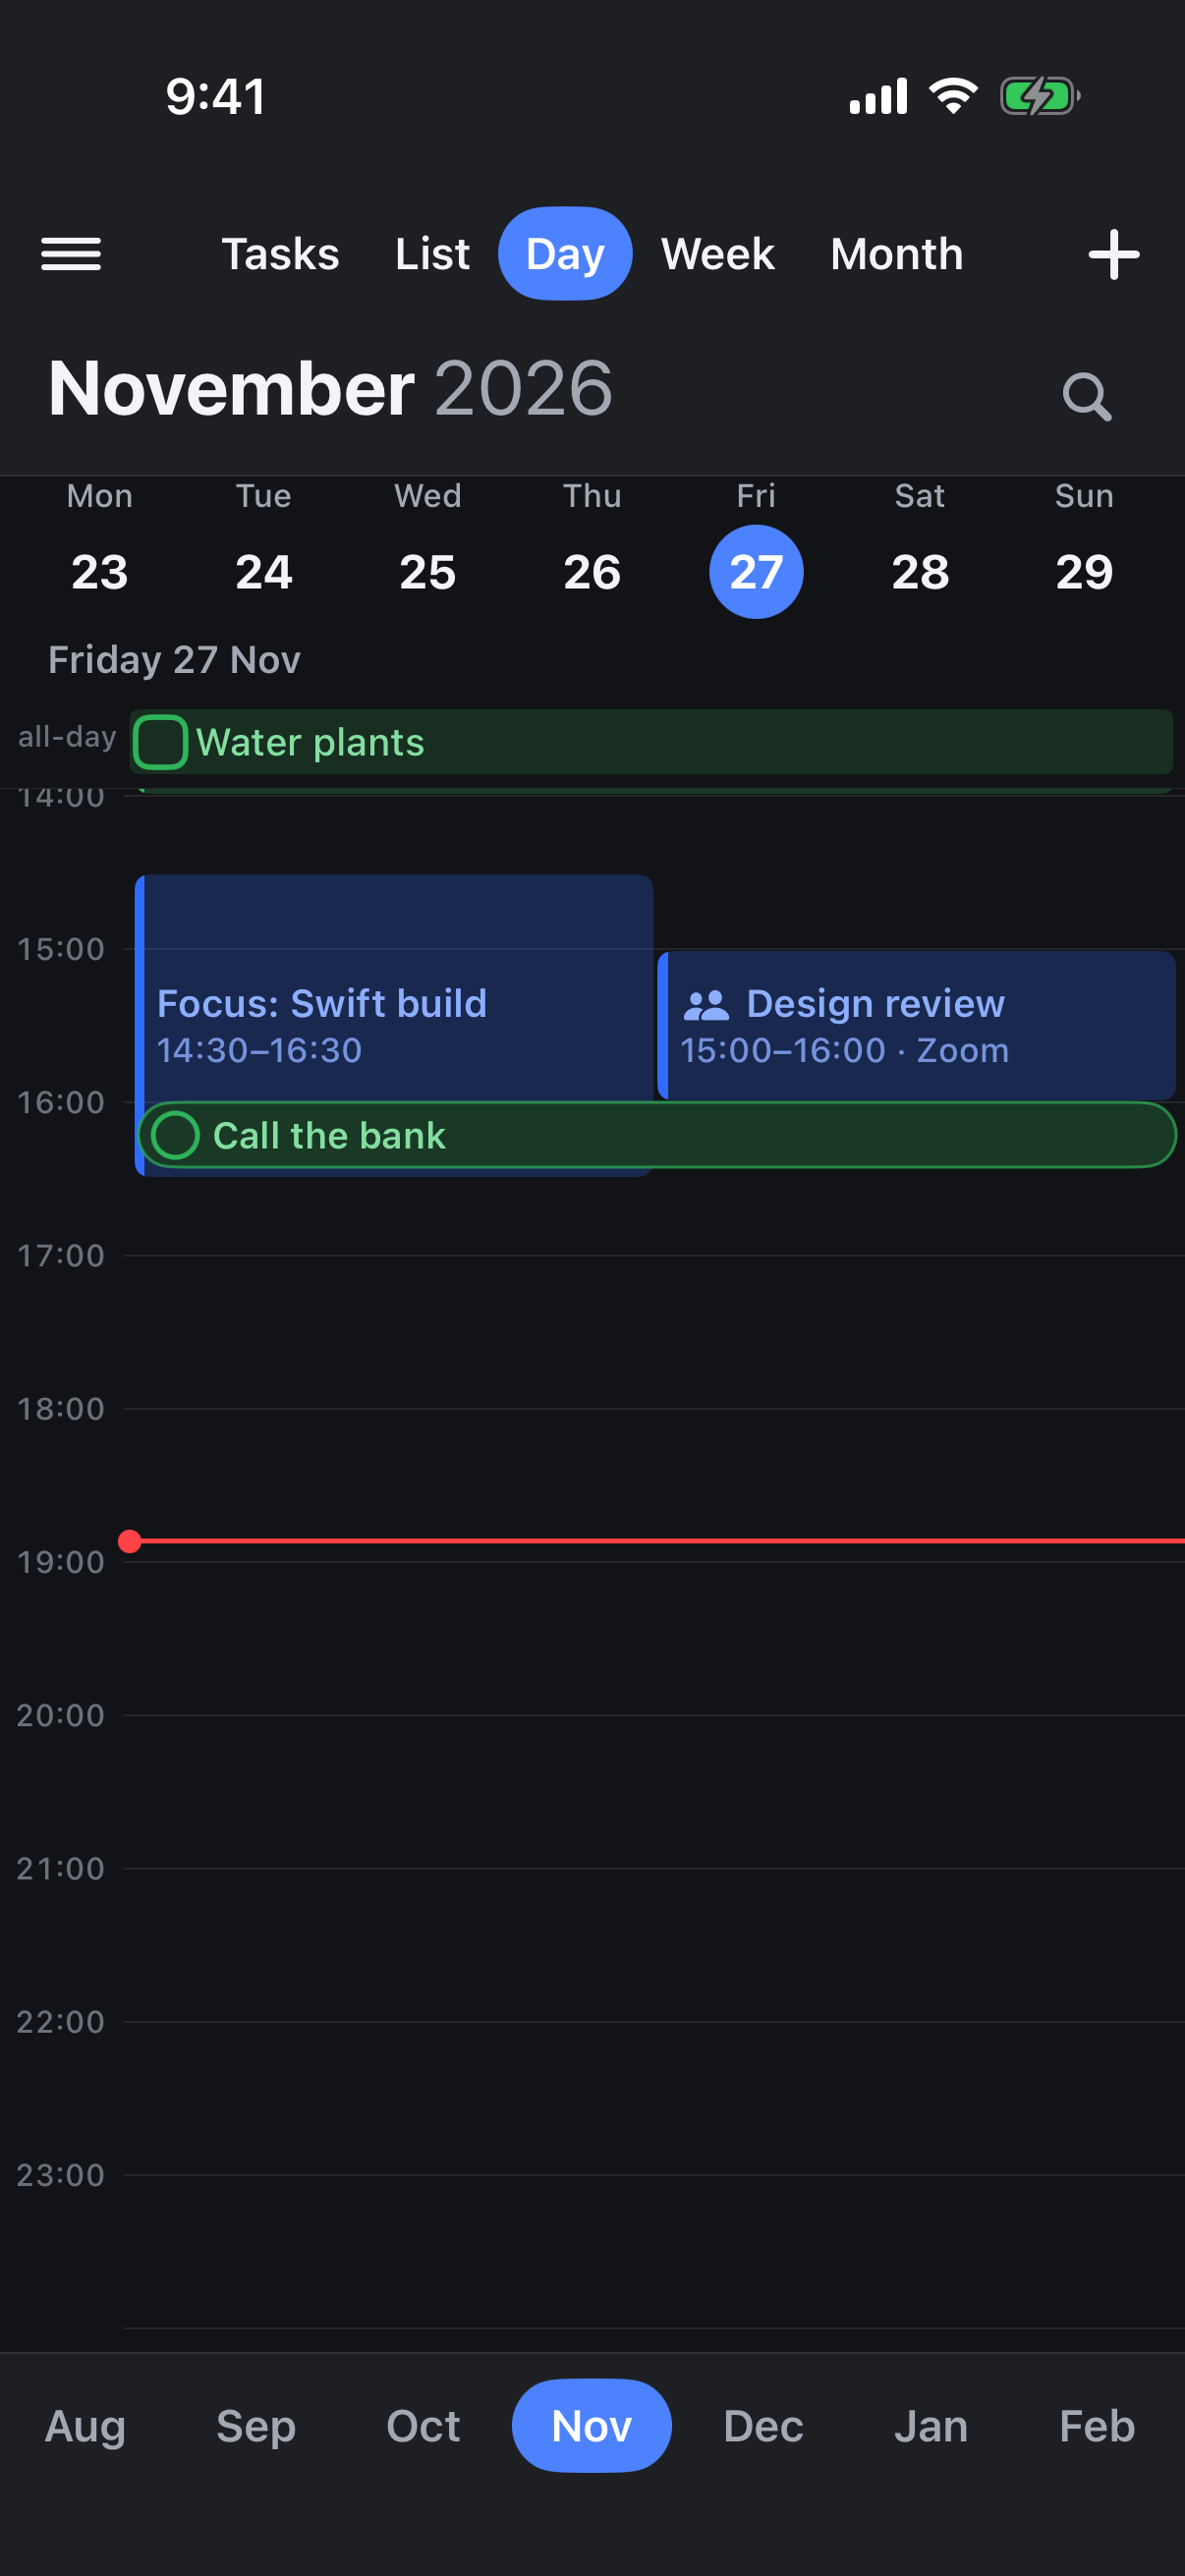 9:41
Tasks List Day Week Month
November 2026
Mon Tue Wed Thu Fri Sat Sun
23 24 25 26 27 28 29
Friday 27 Nov
all-day Water plants
14:00
15:00
Focus: Swift build
14:30–16:30
Design review
15:00–16:00 · Zoom
16:00
Call the bank
17:00
18:00
19:00
20:00
21:00
22:00
23:00
Aug Sep Oct Nov Dec Jan Feb